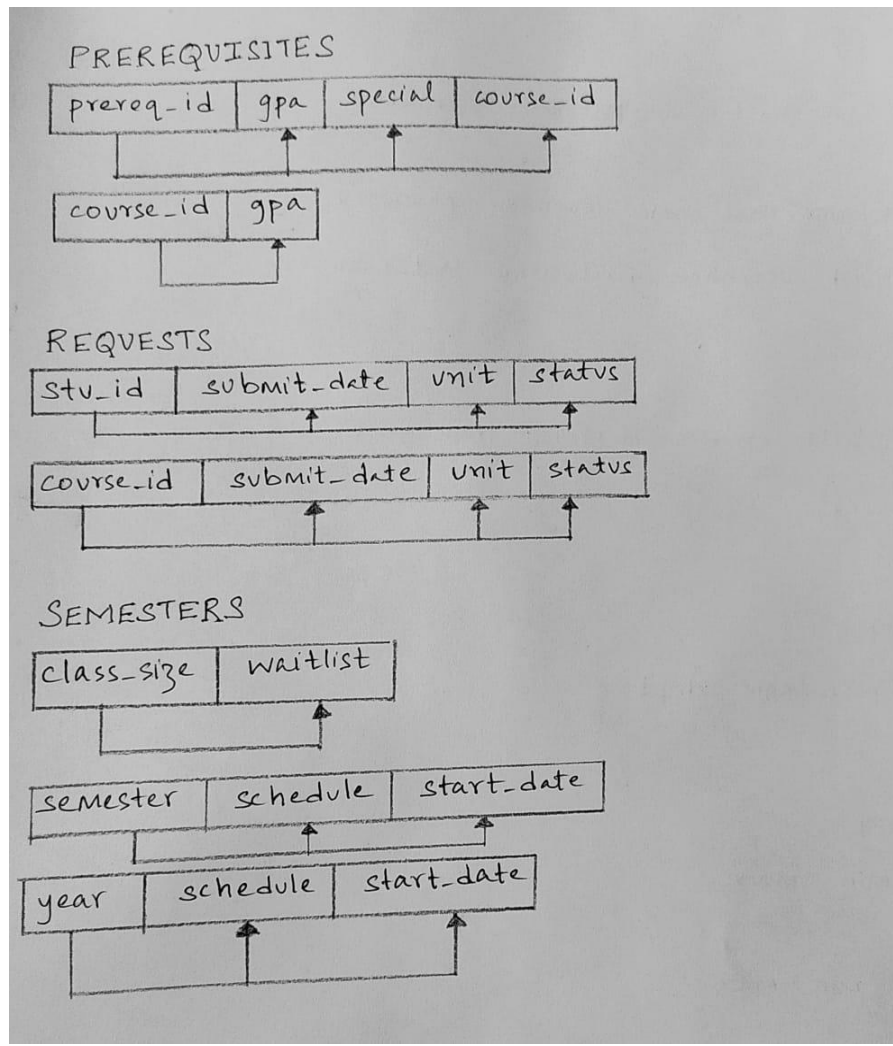 PREREQUISITES
prereq_id gpa special course_id
course_id gpa
REQUESTS
stu_id submit_date unit status
course_id submit_date unit status
SEMESTERS
class_size waitlist
semester schedule start_date
year schedule start_date